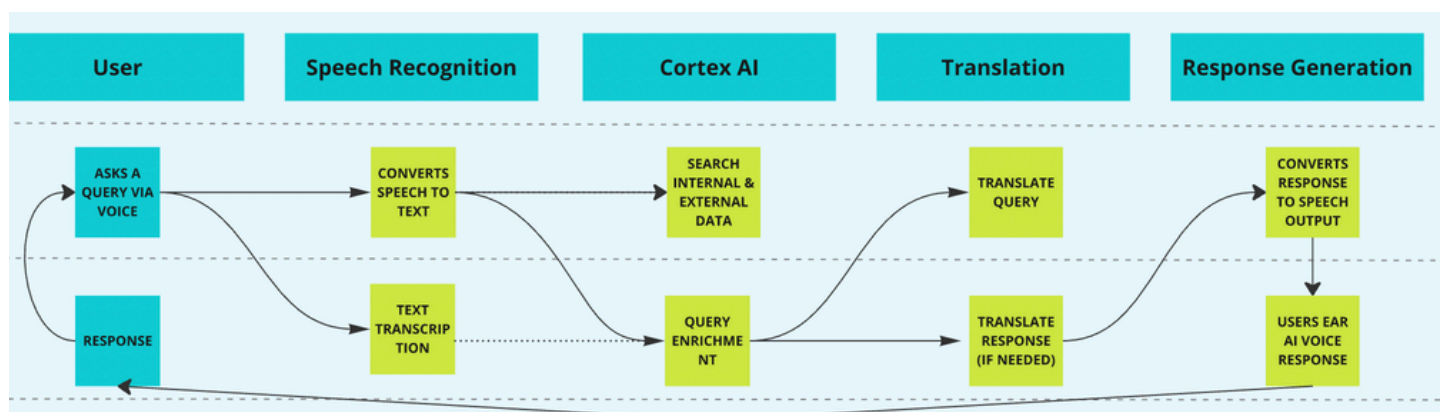 User
Speech Recognition
Cortex AI
Translation
Response Generation
ASKS A
QUERY VIA
VOICE
CONVERTS
SPEECH TO
TEXT
SEARCH
INTERNAL &
EXTERNAL
DATA
TRANSLATE
QUERY
CONVERTS
RESPONSE
TO SPEECH
OUTPUT
RESPONSE
TEXT
TRANSCRIP
TION
QUERY
ENRICHME
NT
TRANSLATE
RESPONSE
(IF NEEDED)
USERS EAR
AI VOICE
RESPONSE